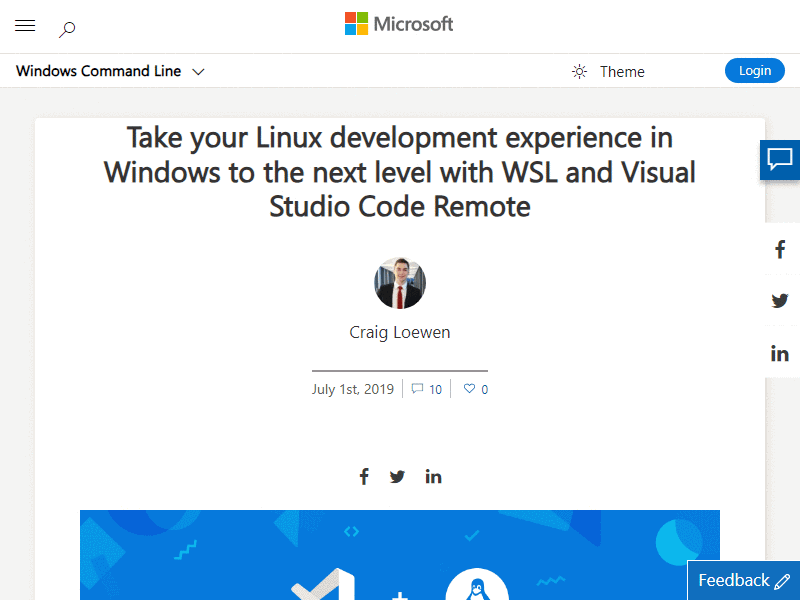 Microsoft
Windows Command Line
Theme
Login
Take your Linux development experience in
Windows to the next level with WSL and Visual
Studio Code Remote
Craig Loewen
July 1st, 2019
10
0
Feedback